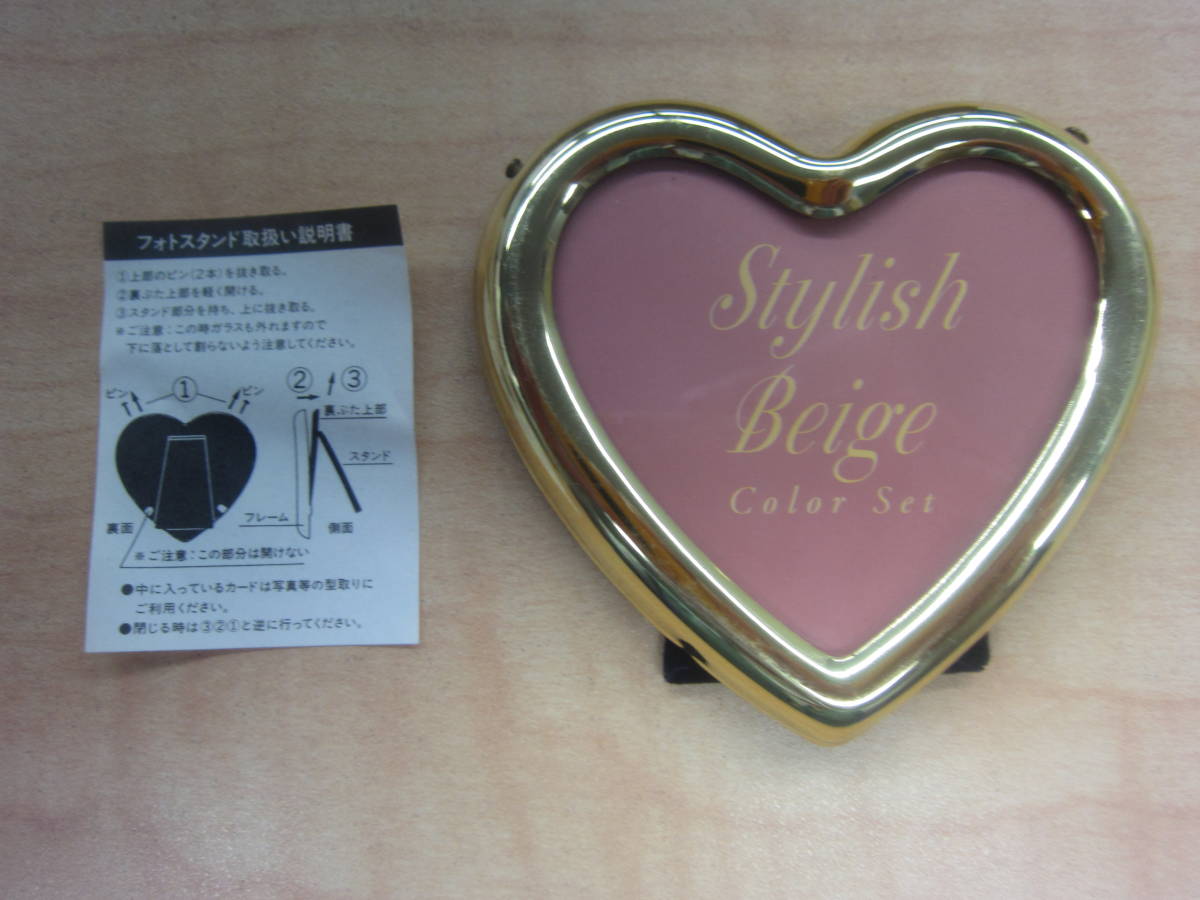 フォトスタンド取扱い説明書
①上部のピン(2本)を抜き取る。
②裏ぶた上部を軽く開ける。
③スタンド部分を持ち、上に抜き取る。
※ご注意:この時ガラスも外れますので
下に落として割らないよう注意してください。
ピン ① ピン
② ③
裏ぶた上部
スタンド
フレーム
裏面
側面
※ご注意:この部分は開けない
●中に入っているカードは写真等の型取りに
ご利用ください。
●閉じる時は③②①と逆に行ってください。
Stylish
Beige
Color Set